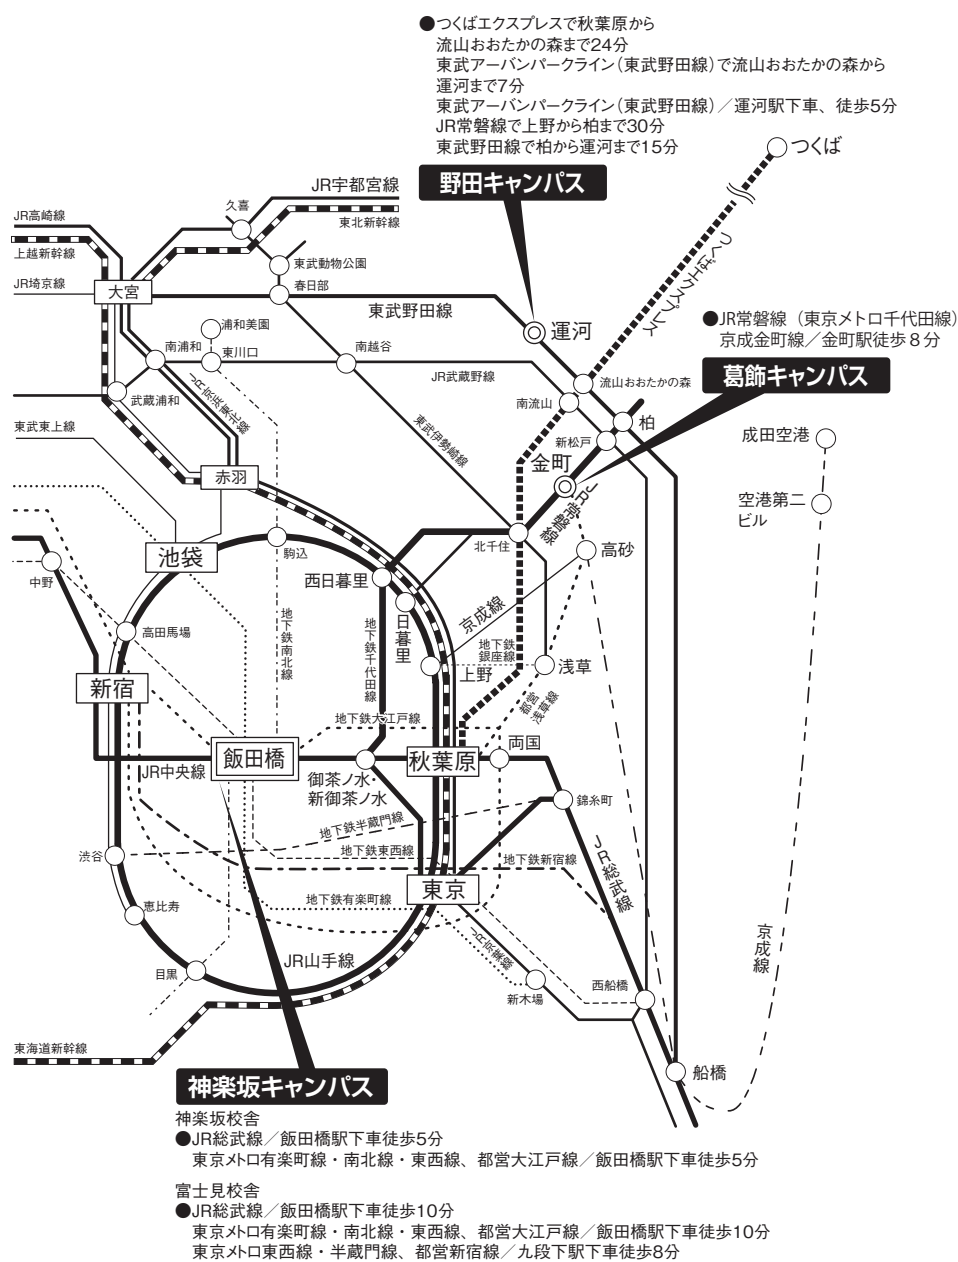 ●つくばエクスプレスで秋葉原から
流山おおたかの森まで24分
東武アーバンパークライン（東武野田線）で流山おおたかの森から
運河まで7分
東武アーバンパークライン（東武野田線）／運河駅下車、徒歩5分
JR常磐線で上野から柏まで30分
東武野田線で柏から運河まで15分
つくば
野田キャンパス
JR宇都宮線
久喜
東北新幹線
JR高崎線
上越新幹線
東武動物公園
つくばエクスプレス
JR埼京線
大宮
春日部
東武野田線
●JR常磐線（東京メトロ千代田線）
京成金町線／金町駅徒歩８分
浦和美園
運河
南浦和
東川口
南越谷
JR武蔵野線
葛飾キャンパス
流山おおたかの森
武蔵浦和
JR京浜東北線
南流山
東武東上線
東武伊勢崎線
新松戸
柏
成田空港
金町
赤羽
JR常磐線
空港第二
ビル
池袋
駒込
北千住
高砂
中野
西日暮里
高田馬場
地下鉄南北線
地下鉄千代田線
日暮里
京成線
地下鉄
銀座線
新宿
上野
浅草
都営
浅草線
地下鉄大江戸線
JR中央線
飯田橋
御茶ノ水・
新御茶ノ水
秋葉原
両国
錦糸町
地下鉄半蔵門線
渋谷
地下鉄東西線
地下鉄新宿線
JR総武線
地下鉄有楽町線
東京
恵比寿
JR山手線
JR京葉線
京成線
目黒
新木場
西船橋
東海道新幹線
船橋
神楽坂キャンパス
神楽坂校舎
●JR総武線／飯田橋駅下車徒歩5分
東京メトロ有楽町線・南北線・東西線、都営大江戸線／飯田橋駅下車徒歩5分
富士見校舎
●JR総武線／飯田橋駅下車徒歩10分
東京メトロ有楽町線・南北線・東西線、都営大江戸線／飯田橋駅下車徒歩10分
東京メトロ東西線・半蔵門線、都営新宿線／九段下駅下車徒歩8分